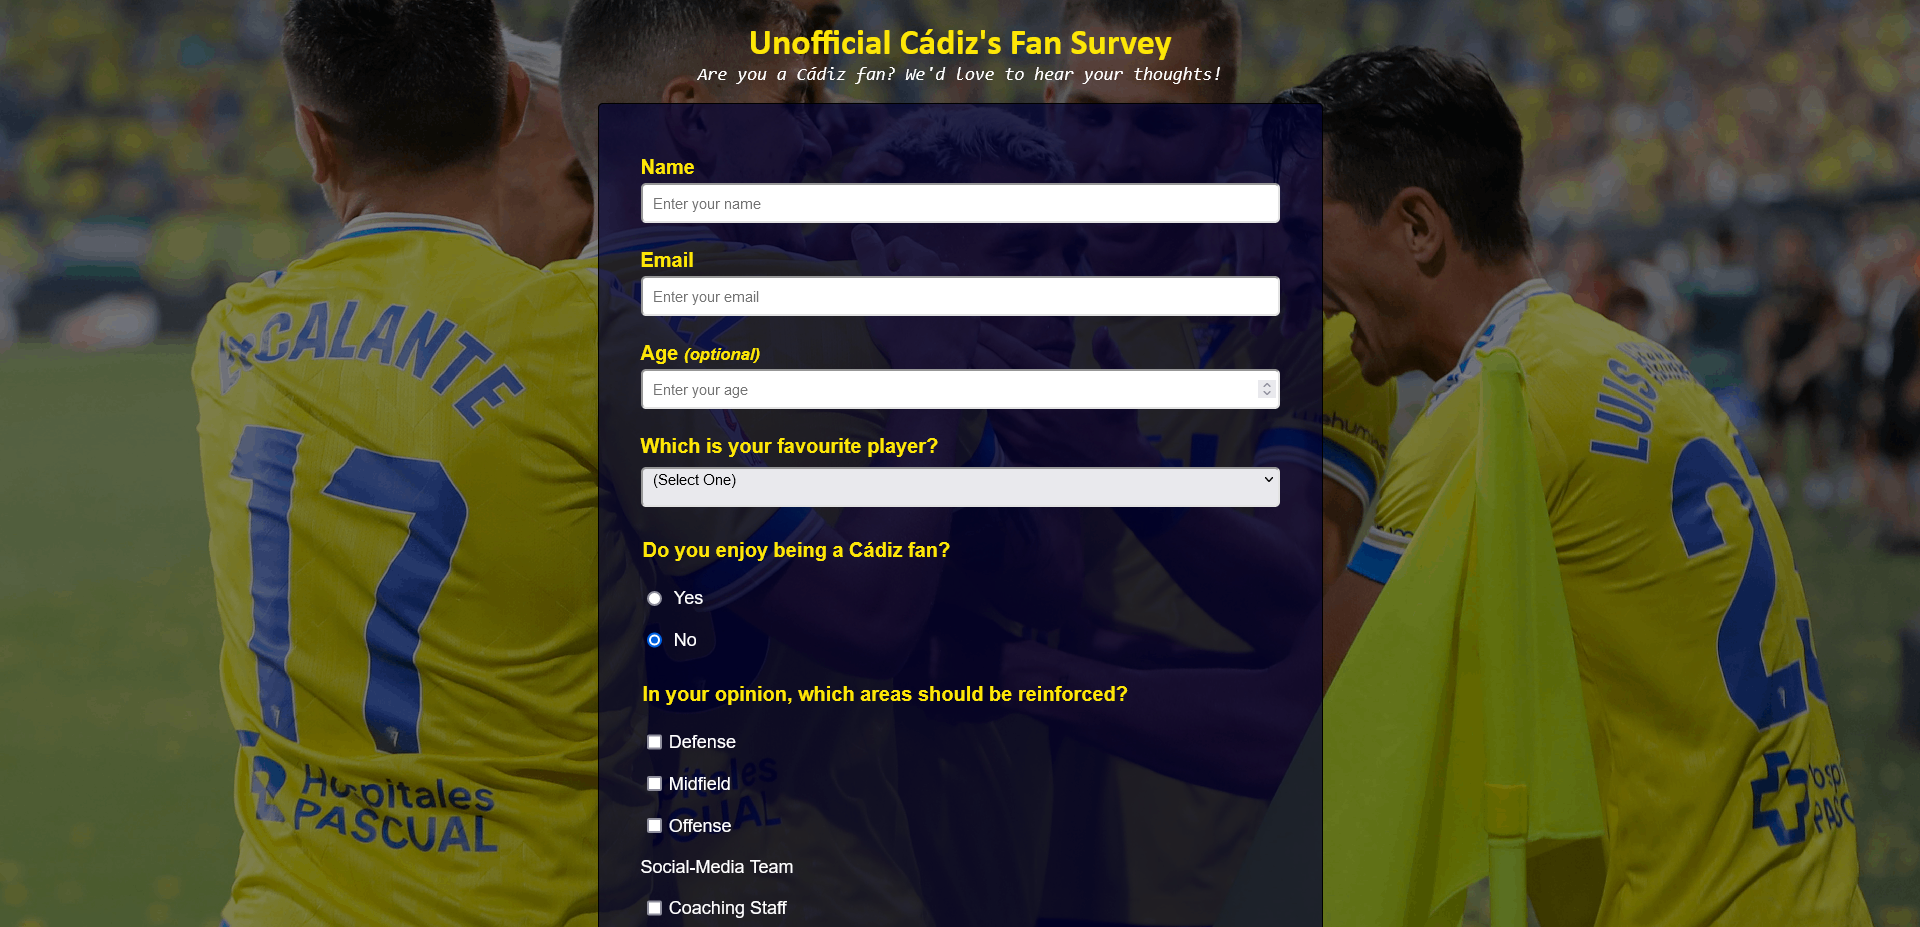 Unofficial Cádiz's Fan Survey
Are you a Cádiz fan? We'd love to hear your thoughts!
Name
Enter your name
Email
Enter your email
Age (optional)
Enter your age
Which is your favourite player?
(Select One)
Do you enjoy being a Cádiz fan?
Yes
No
In your opinion, which areas should be reinforced?
Defense
Midfield
Offense
Social-Media Team
Coaching Staff
ESCALANTE
17
Hospitales
PASCUAL
LUIS